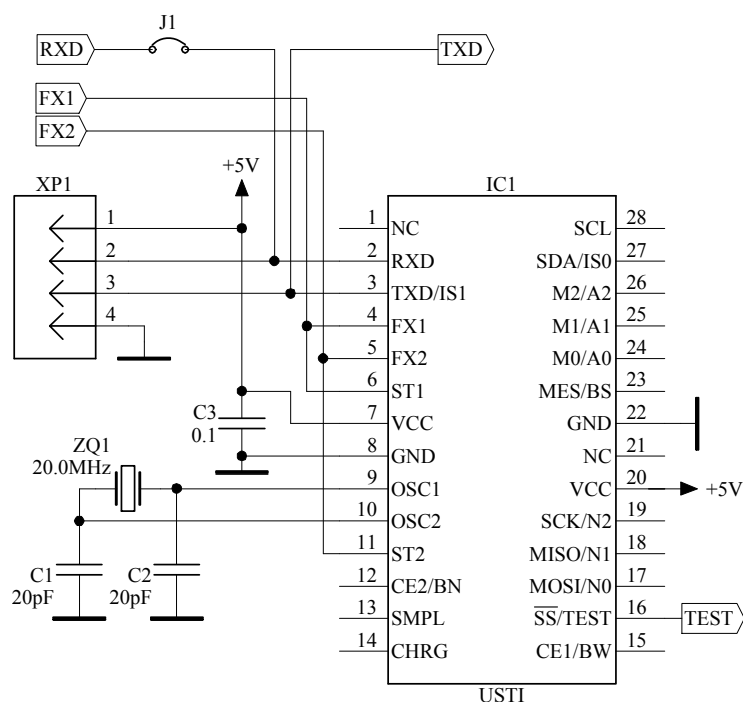 J1
RXD
TXD
FX1
FX2
+5V
XP1
IC1
1
2
3
4
1 NC
2 RXD
3 TXD/IS1
4 FX1
5 FX2
6 ST1
7 VCC
8 GND
9 OSC1
10 OSC2
11 ST2
12 CE2/BN
13 SMPL
14 CHRG
SCL 28
SDA/IS0 27
M2/A2 26
M1/A1 25
M0/A0 24
MES/BS 23
GND 22
NC 21
VCC 20
SCK/N2 19
MISO/N1 18
MOSI/N0 17
SS/TEST 16
CE1/BW 15
+5V
TEST
C3
0.1
ZQ1
20.0MHz
C1
20pF
C2
20pF
USTI